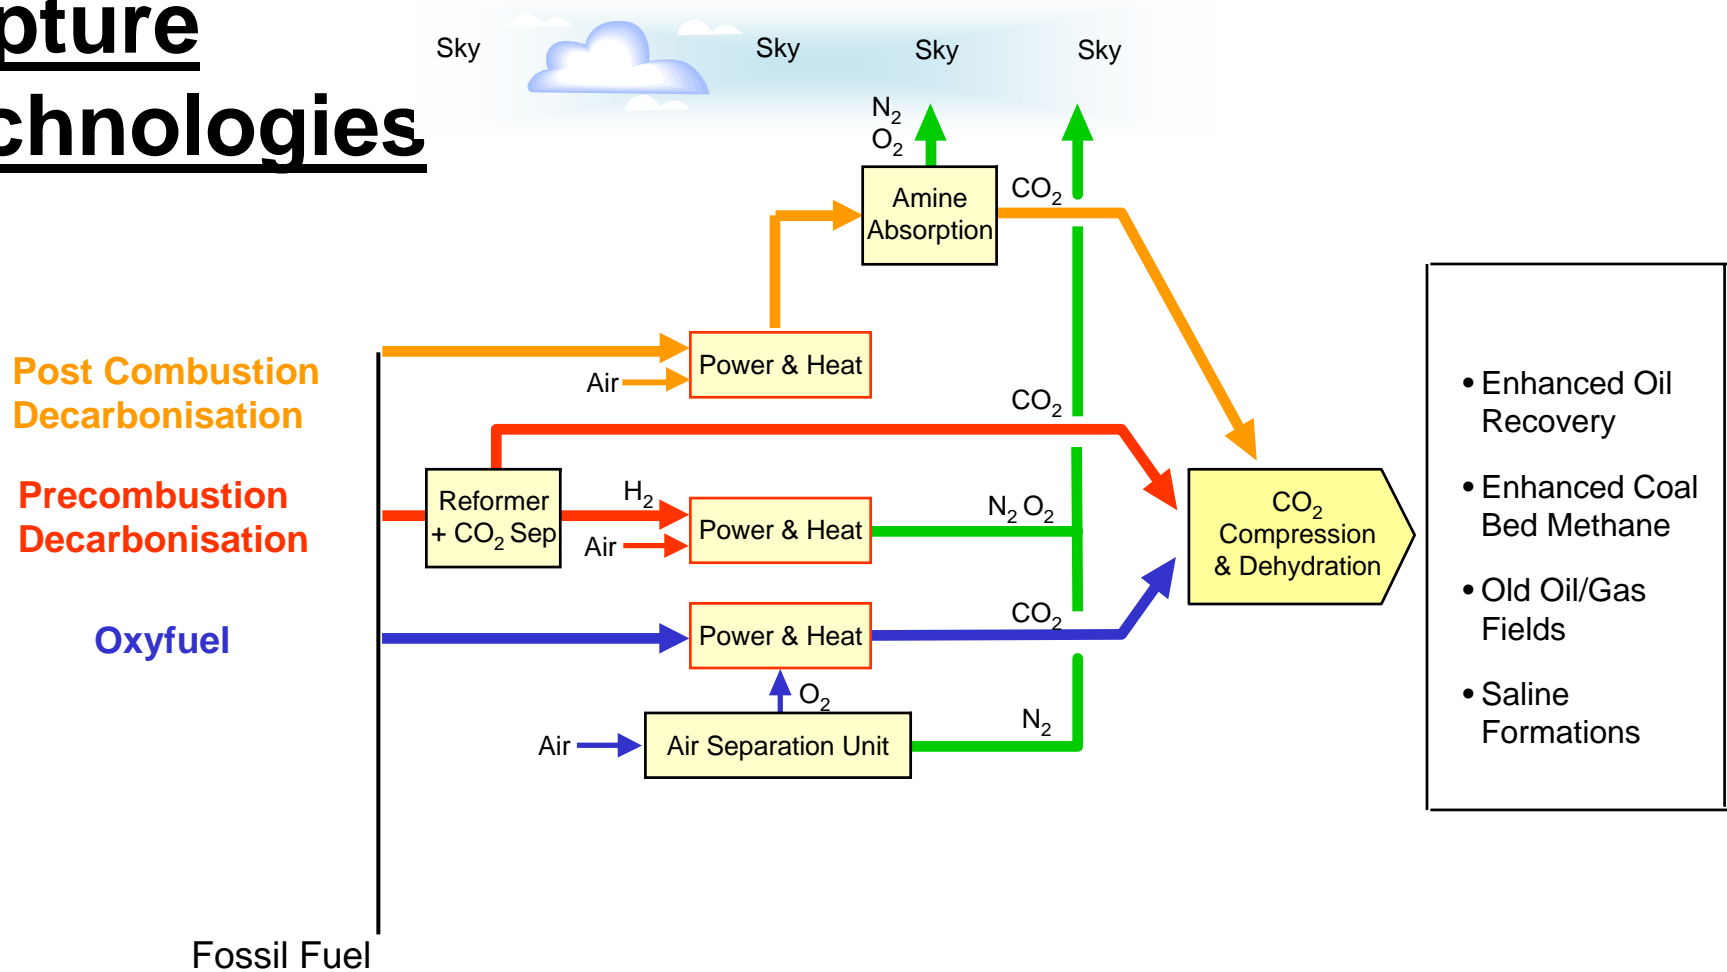 pture
chnologies
Sky
Sky
Sky
Sky
N2
O2
Amine
Absorption
CO2
Post Combustion
Decarbonisation
Air
Power & Heat
CO2
Precombustion
Decarbonisation
Reformer
+ CO2 Sep
H2
Air
Power & Heat
N2 O2
CO2
Compression
& Dehydration
Oxyfuel
Power & Heat
CO2
O2
Air
Air Separation Unit
N2
• Enhanced Oil
Recovery
• Enhanced Coal
Bed Methane
• Old Oil/Gas
Fields
• Saline
Formations
Fossil Fuel